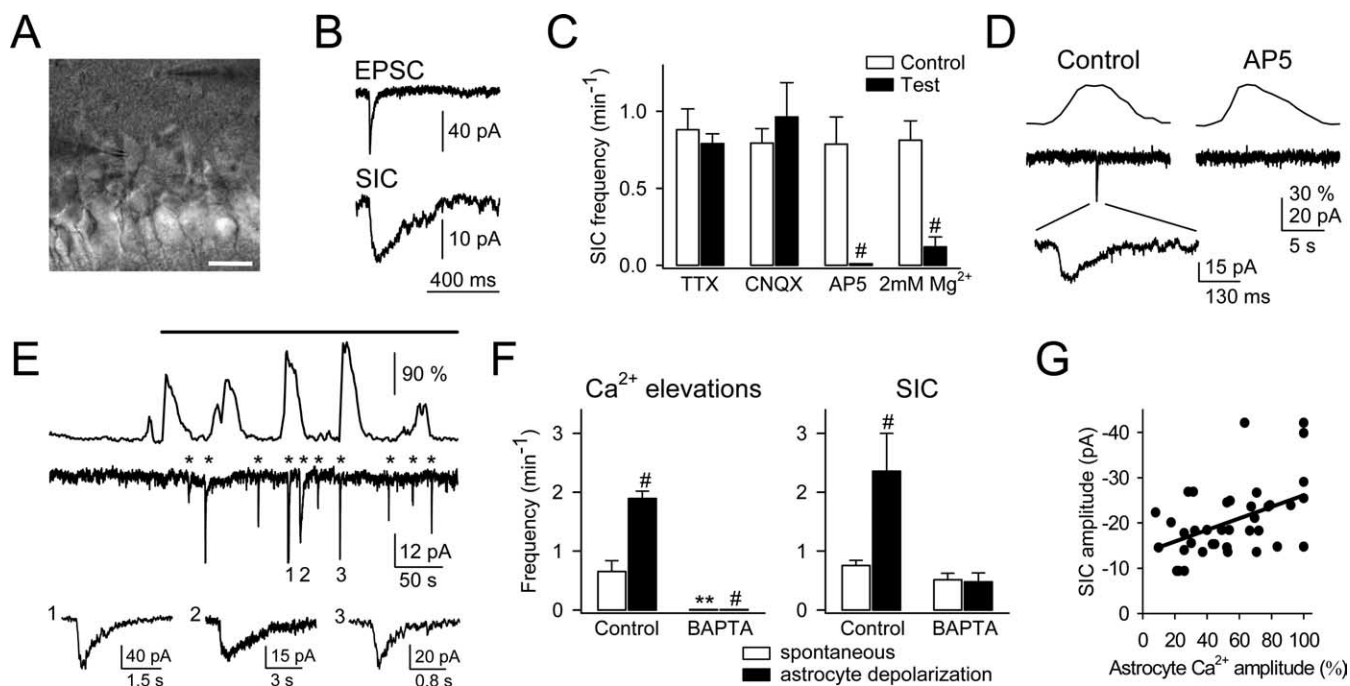 A
B
EPSC
40 pA
SIC
10 pA
400 ms
C
Control
Test
SIC frequency (min⁻¹)
1.0
0.5
0.0
#
#
TTX CNQX AP5 2mM Mg²⁺
D
Control AP5
30 %
20 pA
5 s
15 pA
130 ms
E
90 %
* * * * * * * * * *
12 pA
50 s
1 2 3
1 2 3
40 pA 15 pA 20 pA
1.5 s 3 s 0.8 s
F
Ca²⁺ elevations SIC
Frequency (min⁻¹)
3
2
1
0
#
** #
Control BAPTA
3
2
1
0
#
Control BAPTA
spontaneous
astrocyte depolarization
G
SIC amplitude (pA)
-40
-30
-20
-10
0
0 20 40 60 80 100
Astrocyte Ca²⁺ amplitude (%)